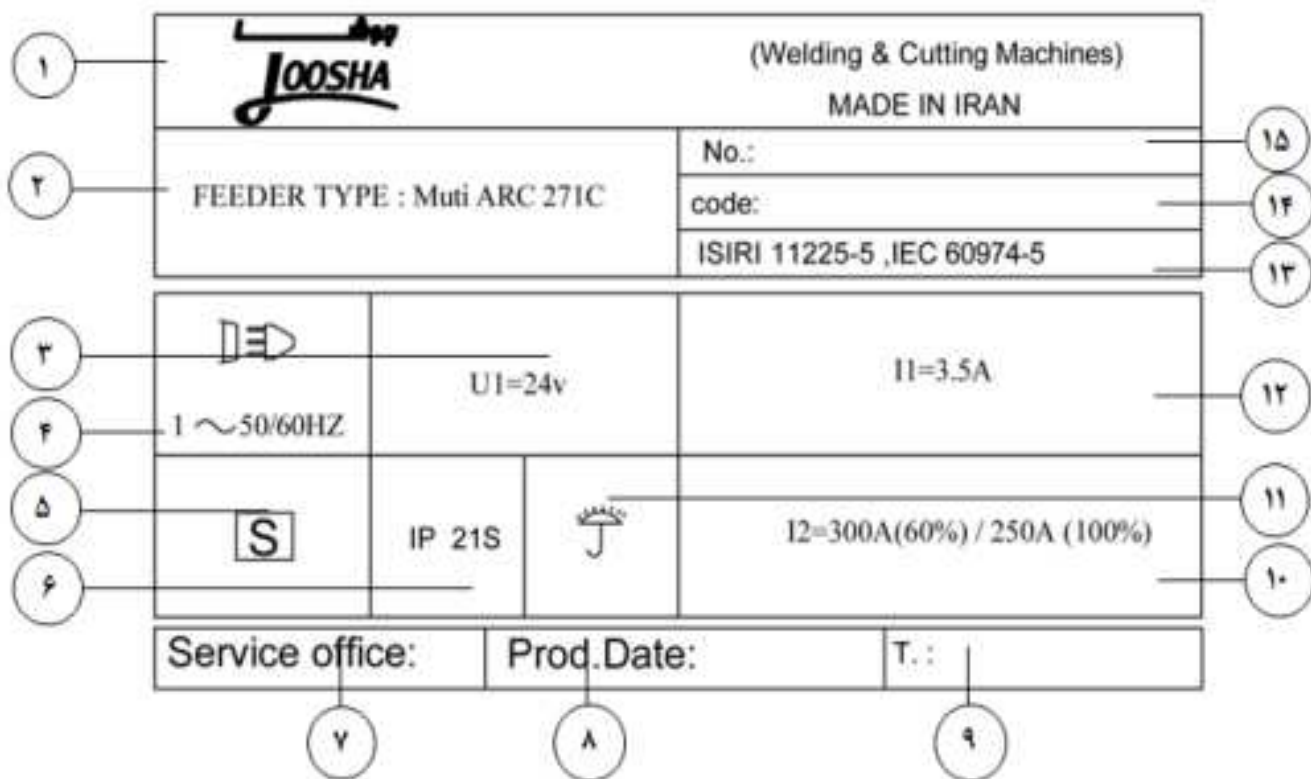 جوشا
JOOSHA
(Welding & Cutting Machines)
MADE IN IRAN
۱
۲
FEEDER TYPE : Muti ARC 271C
No.:
۱۵
code:
۱۴
ISIRI 11225-5 ,IEC 60974-5
۱۳
۳
U1=24v
I1=3.5A
۱۲
۴
1 ~50/60HZ
۵
S
IP 21S
۱۱
I2=300A(60%) / 250A (100%)
۶
۱۰
Service office:
Prod.Date:
T. :
۷
۸
۹